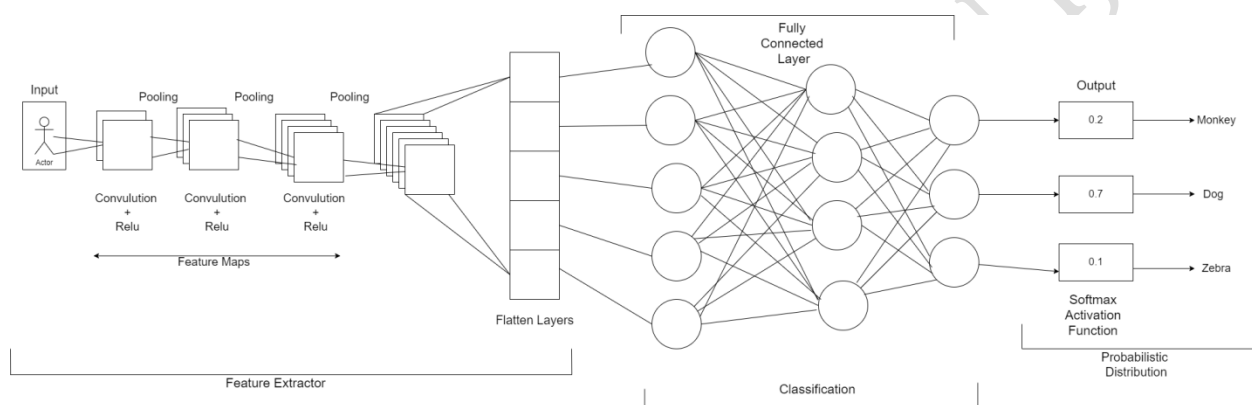 Fully
Connected
Layer
Input
Pooling
Pooling
Pooling
Output
0.2
Monkey
Actor
Convulution
+
Relu
Convulution
+
Relu
Convulution
+
Relu
0.7
Dog
Feature Maps
0.1
Zebra
Flatten Layers
Softmax
Activation
Function
Probabilistic
Distribution
Feature Extractor
Classification